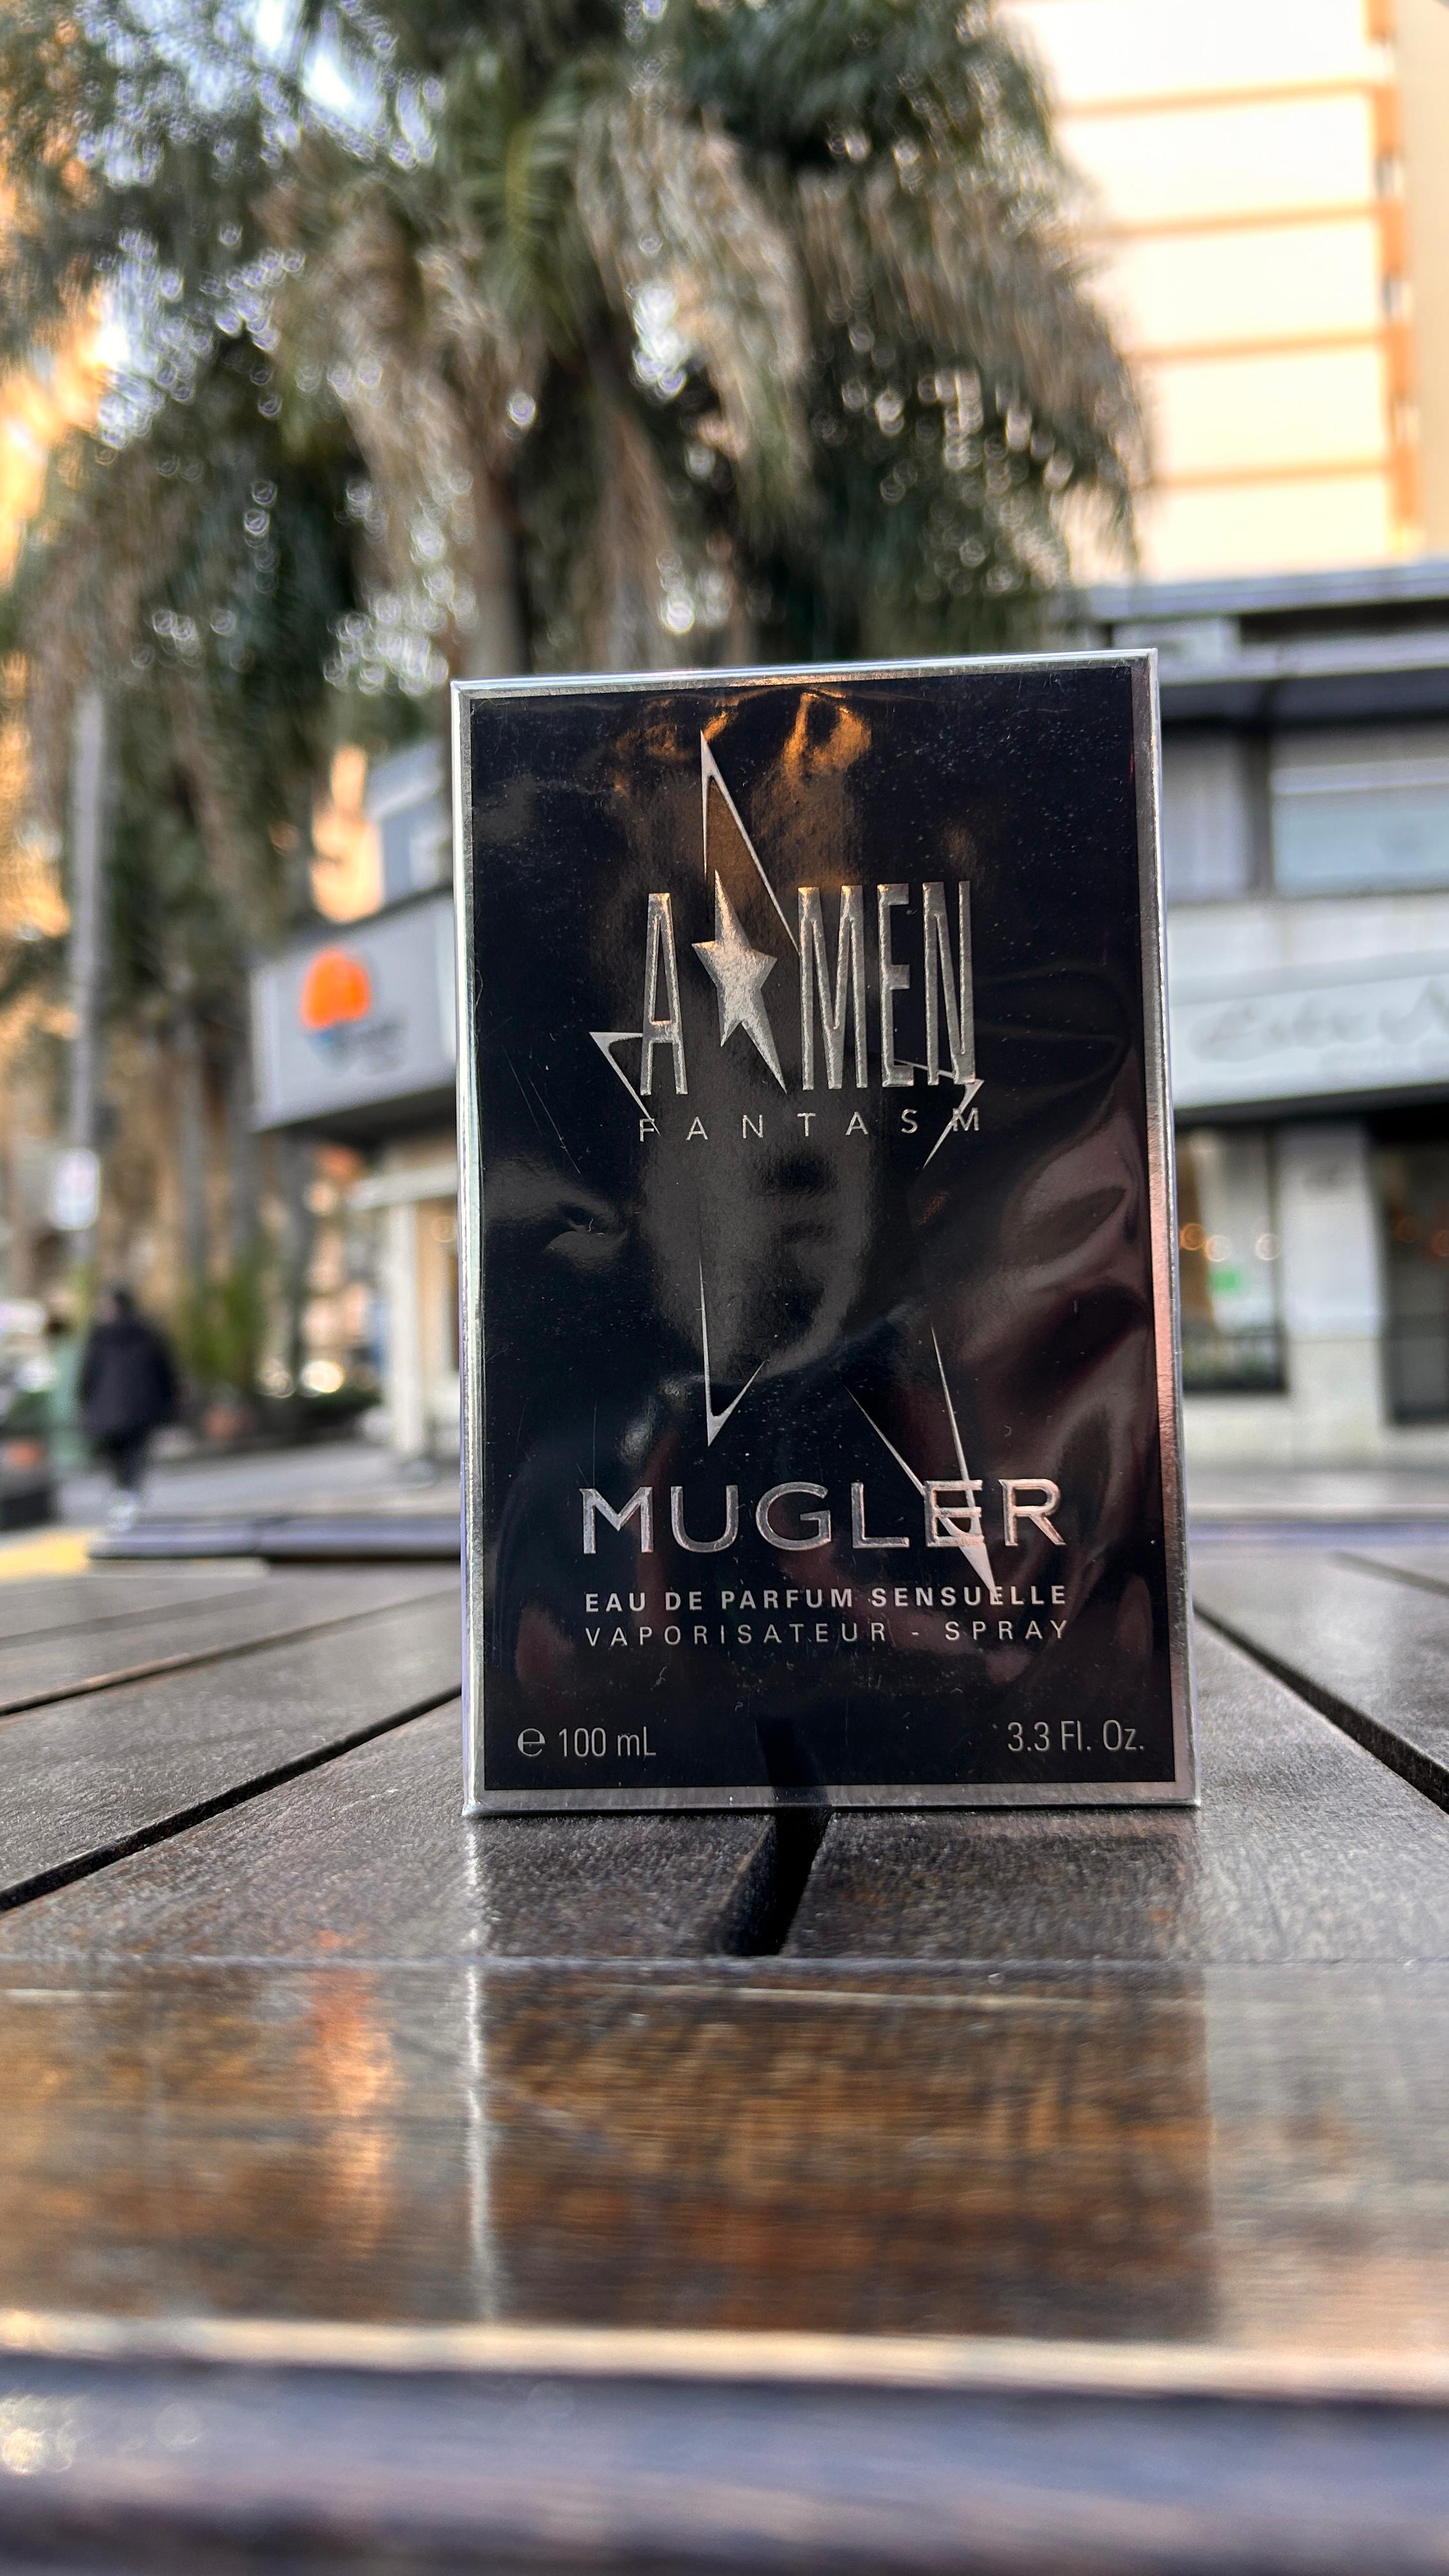 A★MEN
FANTASM
MUGLER
EAU DE PARFUM SENSUELLE
VAPORISATEUR - SPRAY
℮ 100 mL
3.3 Fl. Oz.